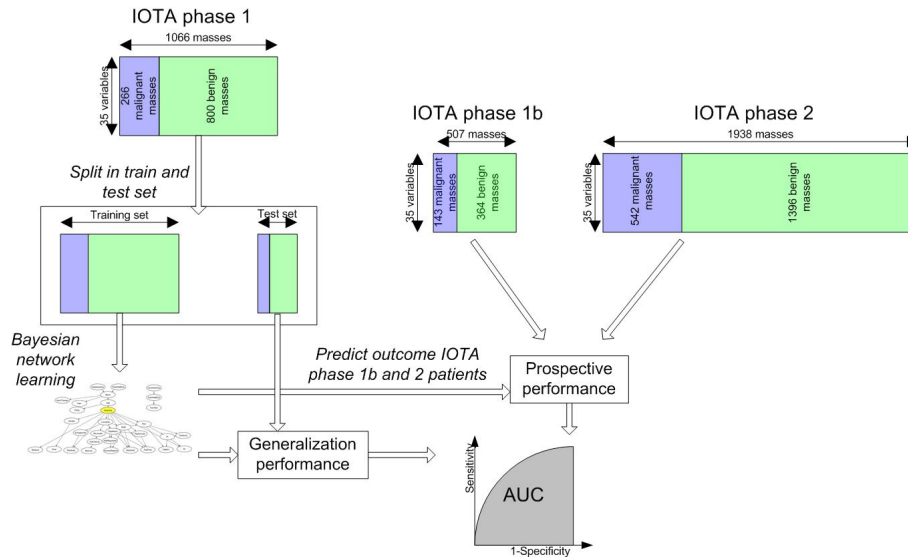 IOTA phase 1
1066 masses
35 variables
266
malignant
masses
800 benign
masses
IOTA phase 1b
507 masses
35 variables
143 malignant
masses
364 benign
masses
IOTA phase 2
1938 masses
35 variables
542 malignant
masses
1396 benign
masses
Split in train and
test set
Training set
Test set
Bayesian
network
learning
Predict outcome IOTA
phase 1b and 2 patients
Prospective
performance
Generalization
performance
Sensitivity
AUC
1-Specificity